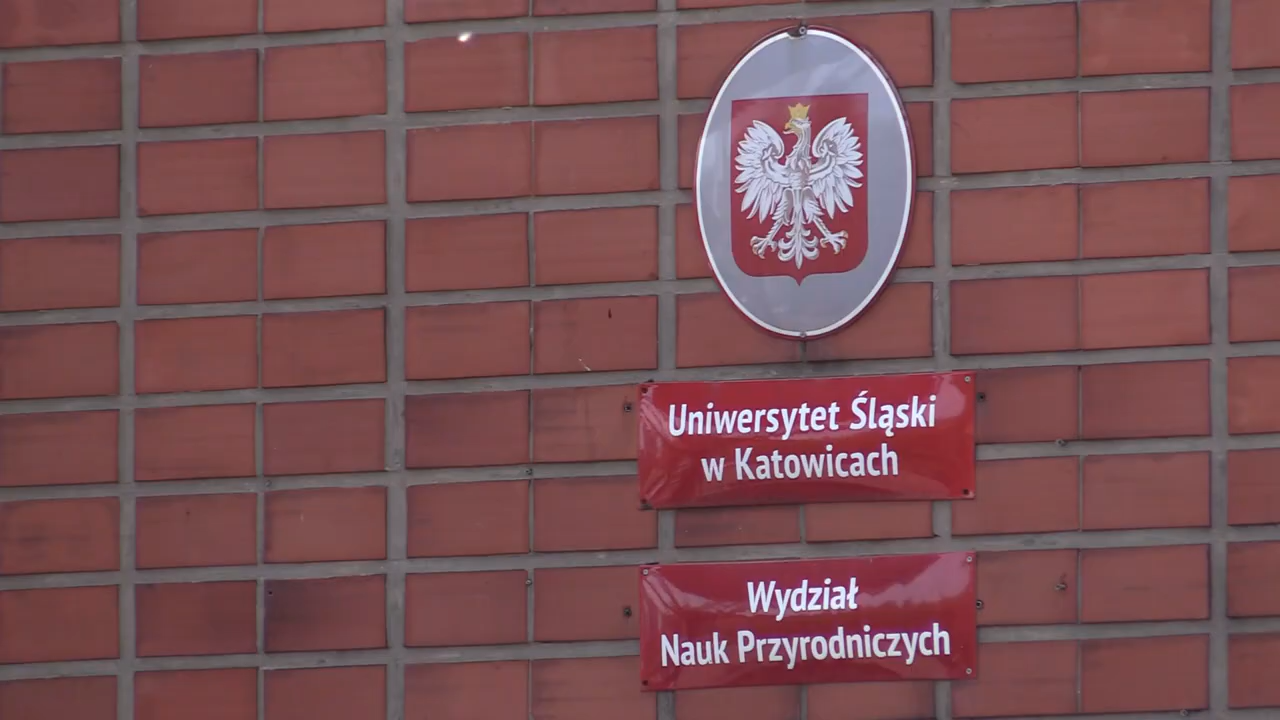 Uniwersytet Śląski
w Katowicach
Wydział
Nauk Przyrodniczych